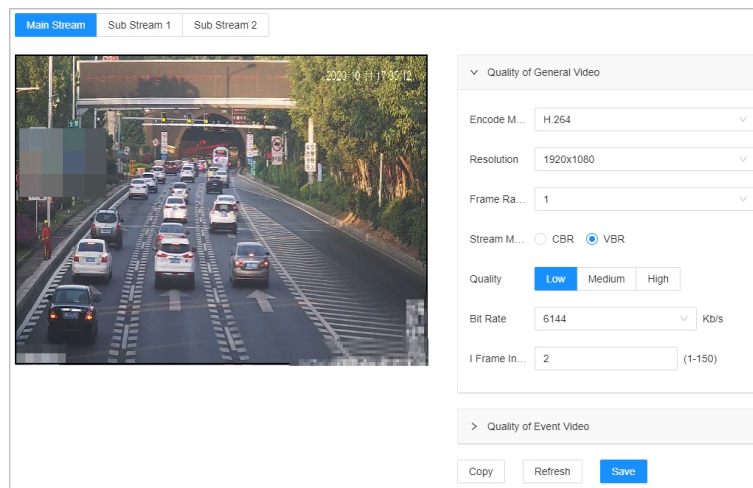 Main Stream Sub Stream 1 Sub Stream 2
Quality of General Video
Encode M... H.264
Resolution 1920x1080
Frame Ra... 1
Stream M... CBR VBR
Quality Low Medium High
Bit Rate 6144 Kb/s
I Frame In... 2 (1-150)
Quality of Event Video
Copy Refresh Save